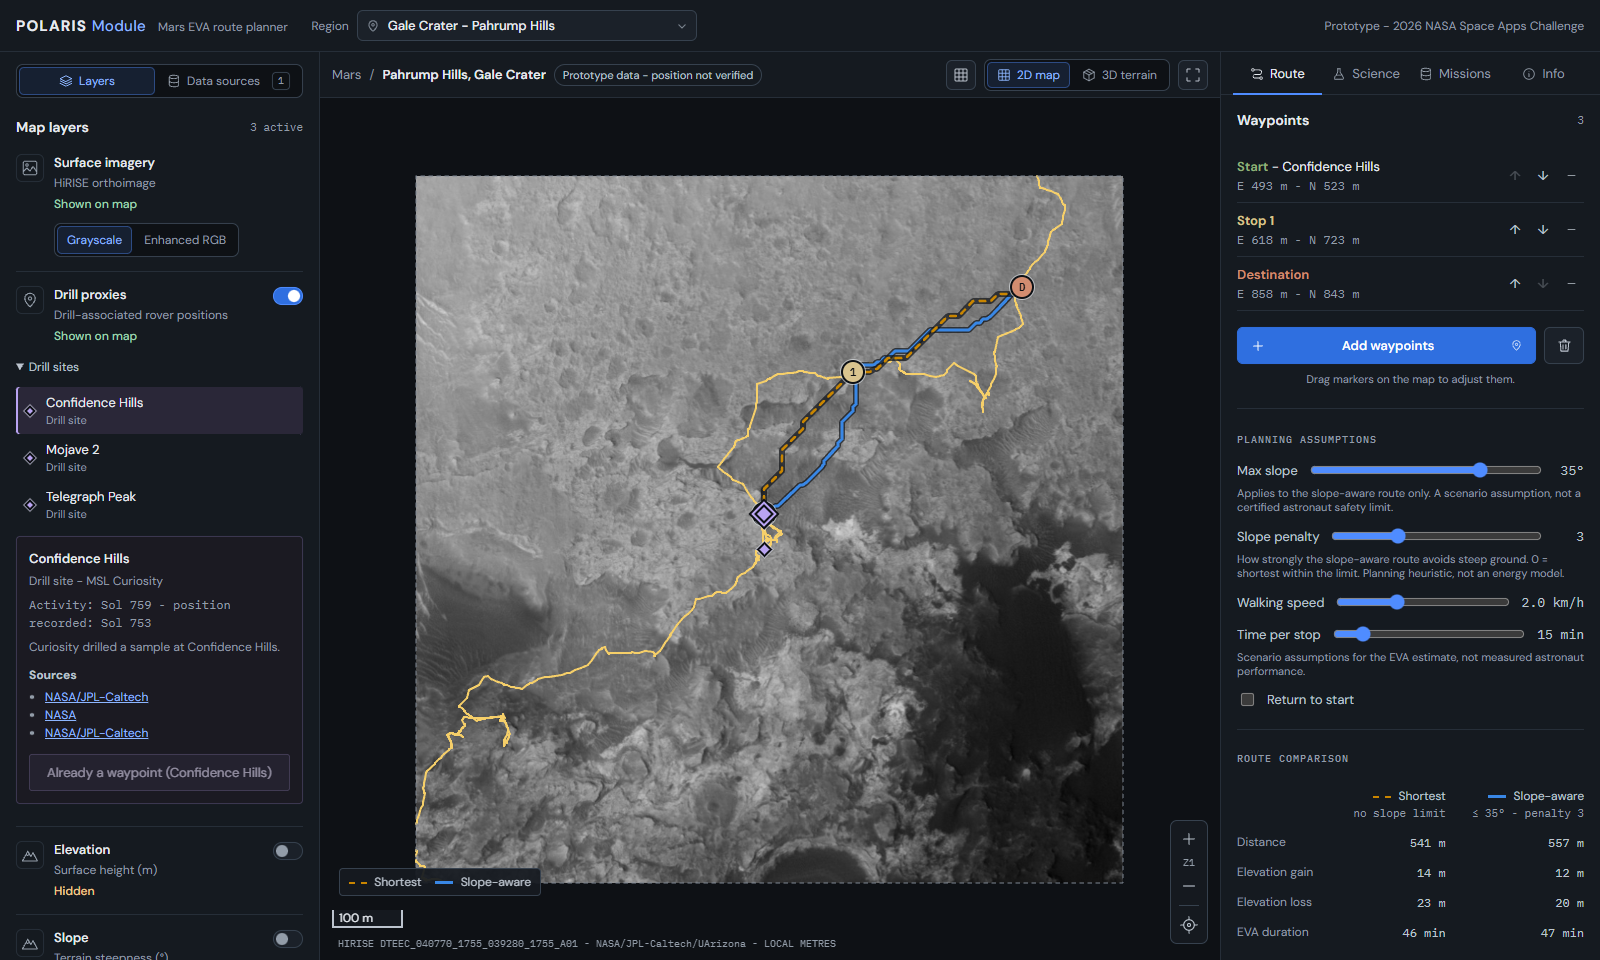 POLARIS Module
Mars EVA route planner
Region
Gale Crater - Pahrump Hills
Prototype - 2026 NASA Space Apps Challenge
Layers
Data sources
1
Map layers
3 active
Surface imagery
HiRISE orthoimage
Shown on map
Grayscale
Enhanced RGB
Drill proxies
Drill-associated rover positions
Shown on map
Drill sites
Confidence Hills
Drill site
Mojave 2
Drill site
Telegraph Peak
Drill site
Confidence Hills
Drill site - MSL Curiosity
Activity: Sol 759 - position
recorded: Sol 753
Curiosity drilled a sample at Confidence Hills.
Sources
NASA/JPL-Caltech
NASA
NASA/JPL-Caltech
Already a waypoint (Confidence Hills)
Elevation
Surface height (m)
Hidden
Slope
Terrain steepness (°)
Mars / Pahrump Hills, Gale Crater
Prototype data - position not verified
2D map
3D terrain
D
1
Shortest
Slope-aware
100 m
HIRISE DTEEC_040770_1755_039280_1755_A01 - NASA/JPL-Caltech/UArizona - LOCAL METRES
Z1
Route
Science
Missions
Info
Waypoints
3
Start - Confidence Hills
E 493 m - N 523 m
Stop 1
E 618 m - N 723 m
Destination
E 858 m - N 843 m
Add waypoints
Drag markers on the map to adjust them.
PLANNING ASSUMPTIONS
Max slope
35°
Applies to the slope-aware route only. A scenario assumption, not a
certified astronaut safety limit.
Slope penalty
3
How strongly the slope-aware route avoids steep ground. 0 =
shortest within the limit. Planning heuristic, not an energy model.
Walking speed
2.0 km/h
Time per stop
15 min
Scenario assumptions for the EVA estimate, not measured astronaut
performance.
Return to start
ROUTE COMPARISON
Shortest
Slope-aware
no slope limit
≤ 35° - penalty 3
Distance 541 m 557 m
Elevation gain 14 m 12 m
Elevation loss 23 m 20 m
EVA duration 46 min 47 min